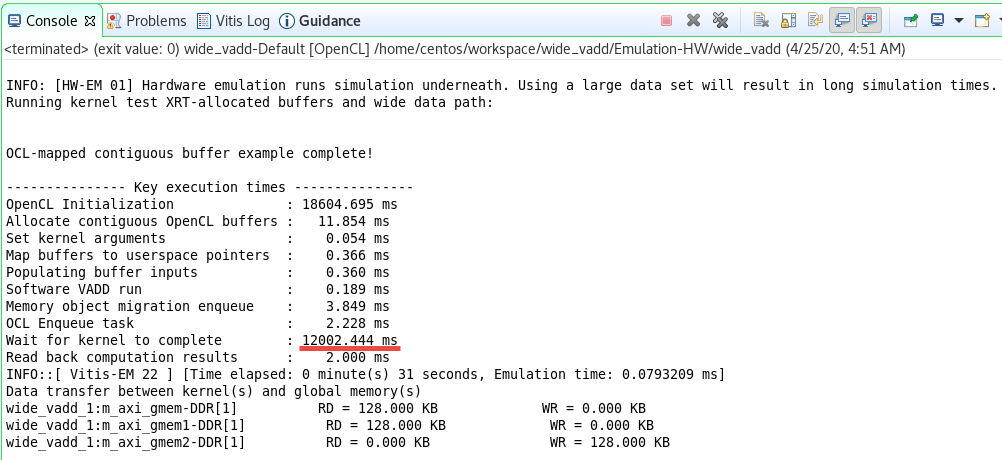 Console Problems Vitis Log Guidance
<terminated> (exit value: 0) wide_vadd-Default [OpenCL] /home/centos/workspace/wide_vadd/Emulation-HW/wide_vadd (4/25/20, 4:51 AM)
INFO: [HW-EM 01] Hardware emulation runs simulation underneath. Using a large data set will result in long simulation times.
Running kernel test XRT-allocated buffers and wide data path:
OCL-mapped contiguous buffer example complete!
--------------- Key execution times ---------------
OpenCL Initialization              : 18604.695 ms
Allocate contiguous OpenCL buffers :    11.854 ms
Set kernel arguments               :     0.054 ms
Map buffers to userspace pointers  :     0.366 ms
Populating buffer inputs           :     0.360 ms
Software VADD run                  :     0.189 ms
Memory object migration enqueue    :     3.849 ms
OCL Enqueue task                   :     2.228 ms
Wait for kernel to complete        : 12002.444 ms
Read back computation results      :     2.000 ms
INFO::[ Vitis-EM 22 ] [Time elapsed: 0 minute(s) 31 seconds, Emulation time: 0.0793209 ms]
Data transfer between kernel(s) and global memory(s)
wide_vadd_1:m_axi_gmem-DDR[1]          RD = 128.000 KB             WR = 0.000 KB
wide_vadd_1:m_axi_gmem1-DDR[1]          RD = 128.000 KB             WR = 0.000 KB
wide_vadd_1:m_axi_gmem2-DDR[1]          RD = 0.000 KB               WR = 128.000 KB